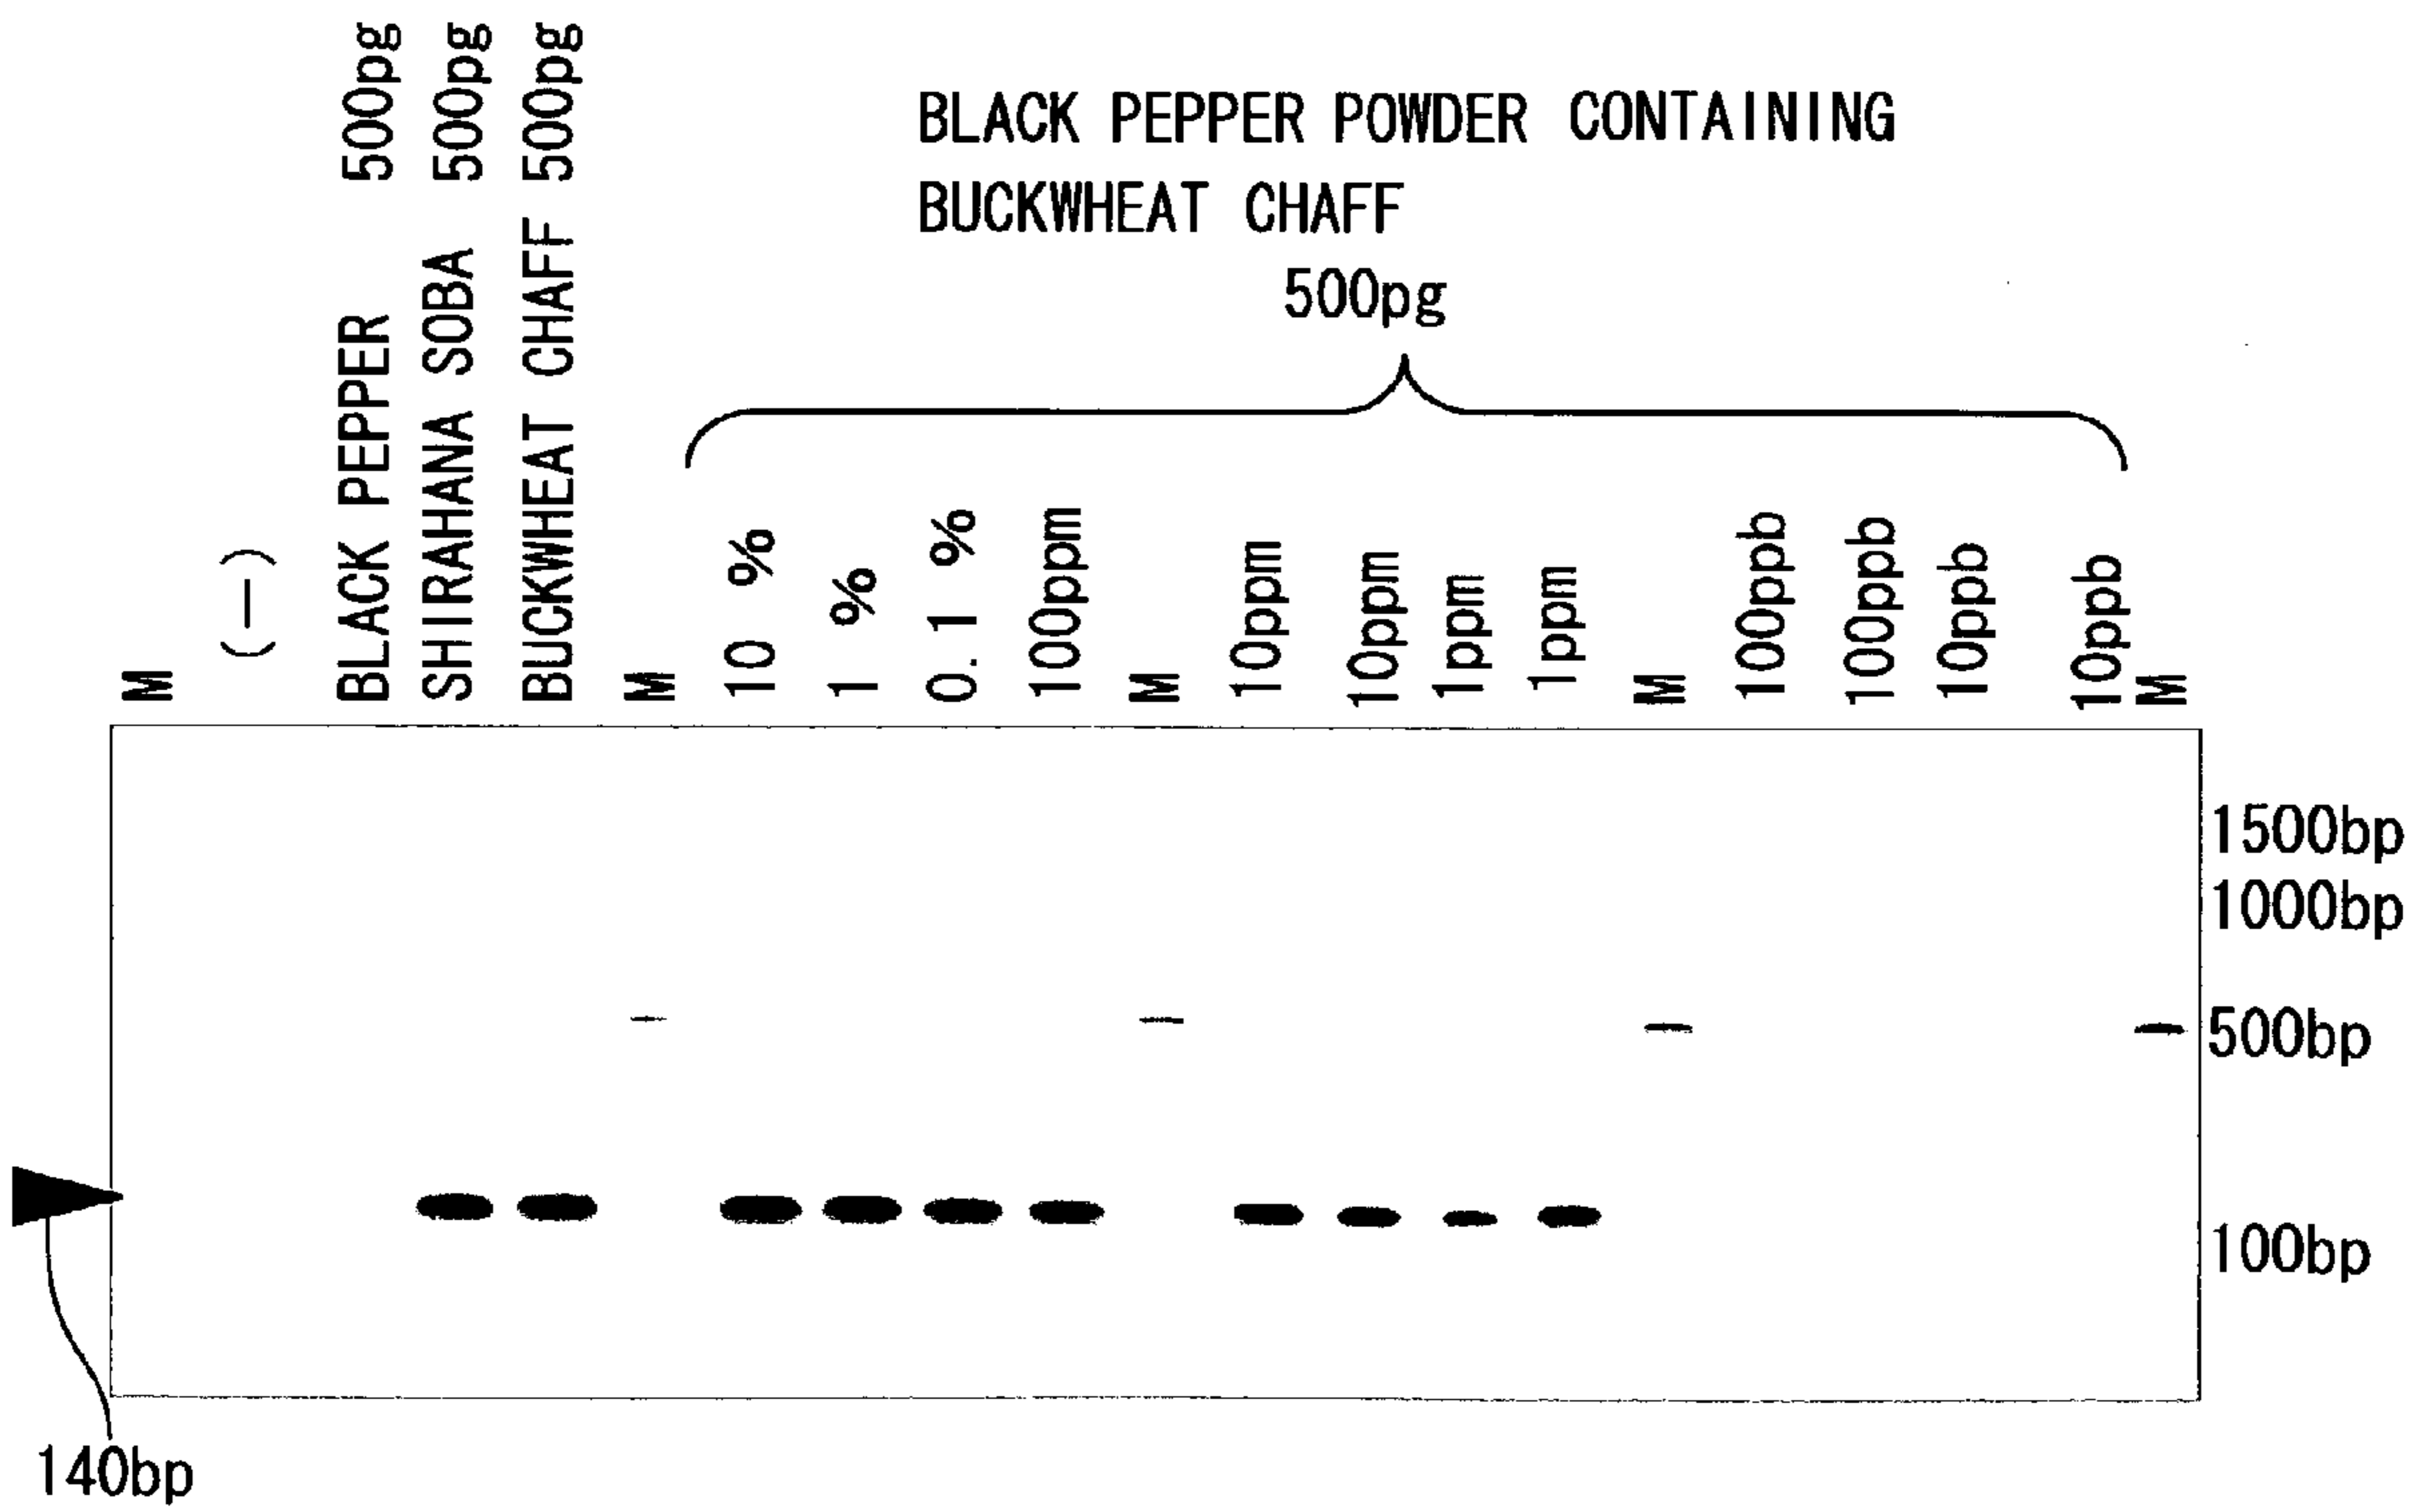 BLACK PEPPER POWDER CONTAINING
BUCKWHEAT CHAFF
500pg
M
(—)
BLACK PEPPER 500pg
SHIRAHANA SOBA 500pg
BUCKWHEAT CHAFF 500pg
M
10 %
1 %
0.1 %
100ppm
M
10ppm
10ppm
1ppm
1ppm
M
100ppb
100ppb
10ppb
10ppb
M
1500bp
1000bp
500bp
100bp
140bp